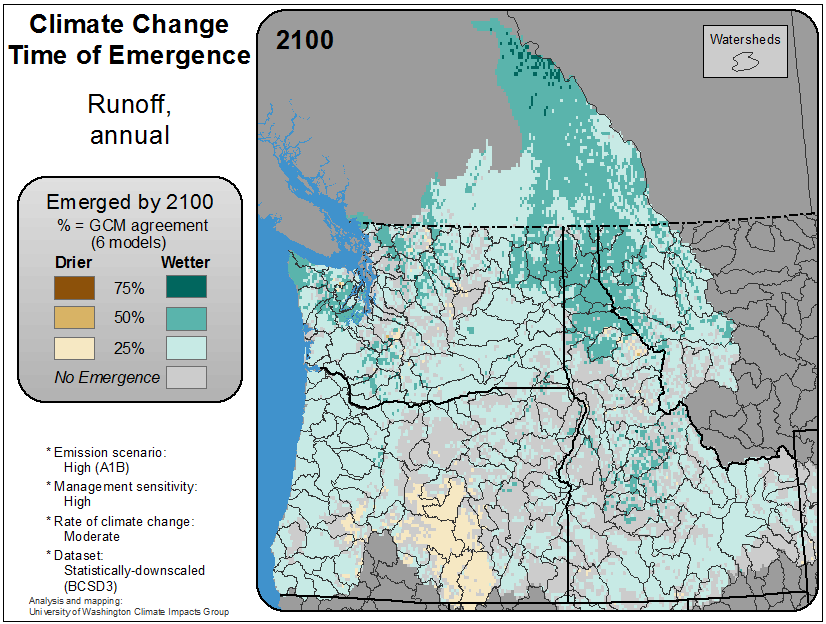 Climate Change
Time of Emergence
Runoff,
annual
Emerged by 2100
% = GCM agreement
(6 models)
Drier Wetter
75%
50%
25%
No Emergence
* Emission scenario:
High (A1B)
* Management sensitivity:
High
* Rate of climate change:
Moderate
* Dataset:
Statistically-downscaled
(BCSD3)
Analysis and mapping:
University of Washington Climate Impacts Group
2100
Watersheds